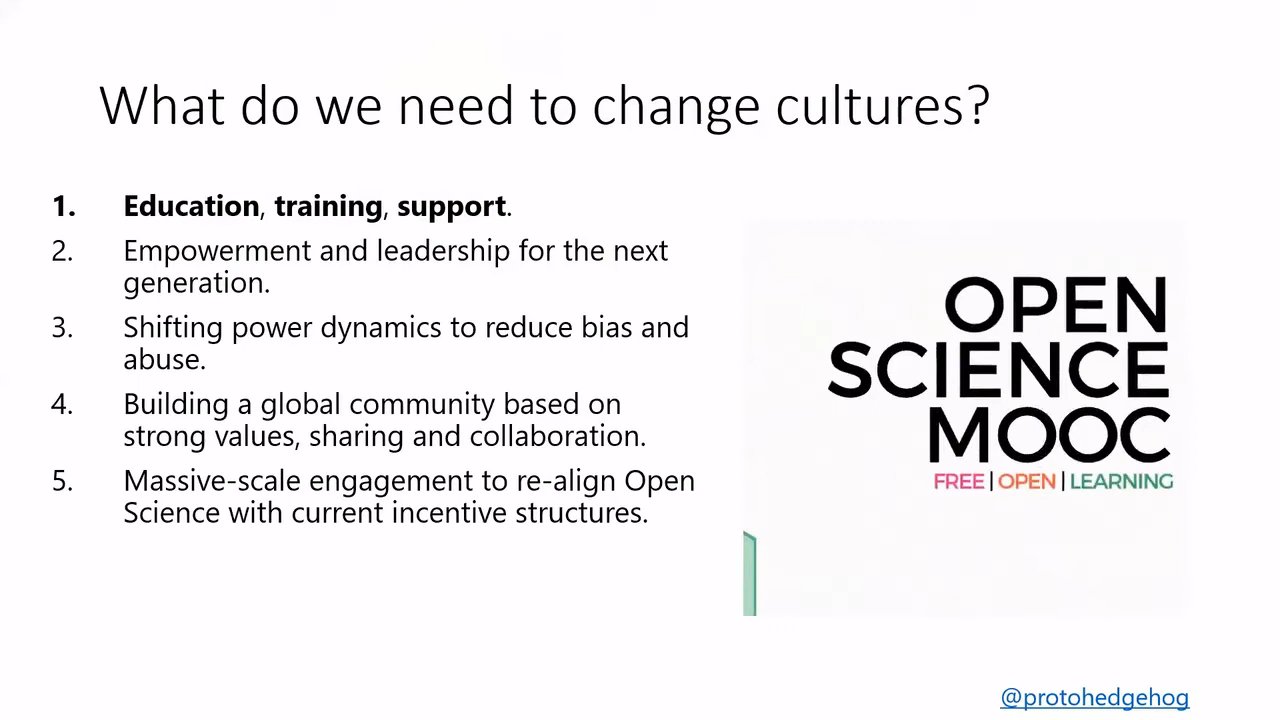 What do we need to change cultures?
1. Education, training, support.
2. Empowerment and leadership for the next
generation.
3. Shifting power dynamics to reduce bias and
abuse.
4. Building a global community based on
strong values, sharing and collaboration.
5. Massive-scale engagement to re-align Open
Science with current incentive structures.
OPEN
SCIENCE
MOOC
FREE | OPEN | LEARNING
@protohedgehog